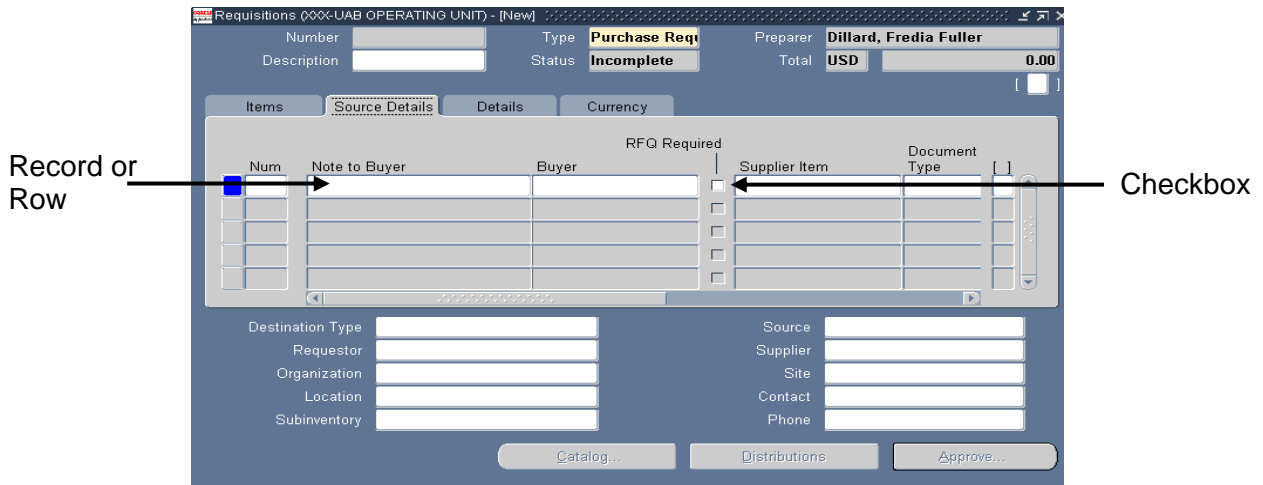 ORACLE Requisitions (XXX-UAB OPERATING UNIT) - [New]
Number Type Purchase Requ Preparer Dillard, Fredia Fuller
Description Status Incomplete Total USD 0.00
[ ]
Items Source Details Details Currency
RFQ Required
Num Note to Buyer Buyer Supplier Item Document Type [ ]
Record or
Row
Checkbox
Destination Type Source
Requestor Supplier
Organization Site
Location Contact
Subinventory Phone
Catalog... Distributions Approve...